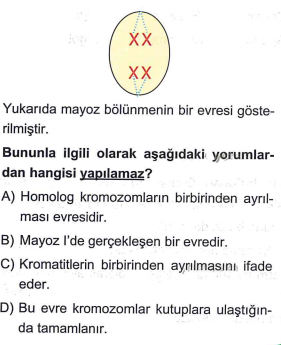 Yukarıda mayoz bölünmenin bir evresi göste-
rilmiştir.
Bununla ilgili olarak aşağıdaki yorumlar-
dan hangisi yapılamaz?
A) Homolog kromozomların birbirinden ayrıl-
ması evresidir.
B) Mayoz I'de gerçekleşen bir evredir.
C) Kromatitlerin birbirinden ayrılmasını ifade
eder.
D) Bu evre kromozomlar kutuplara ulaştığın-
da tamamlanır.